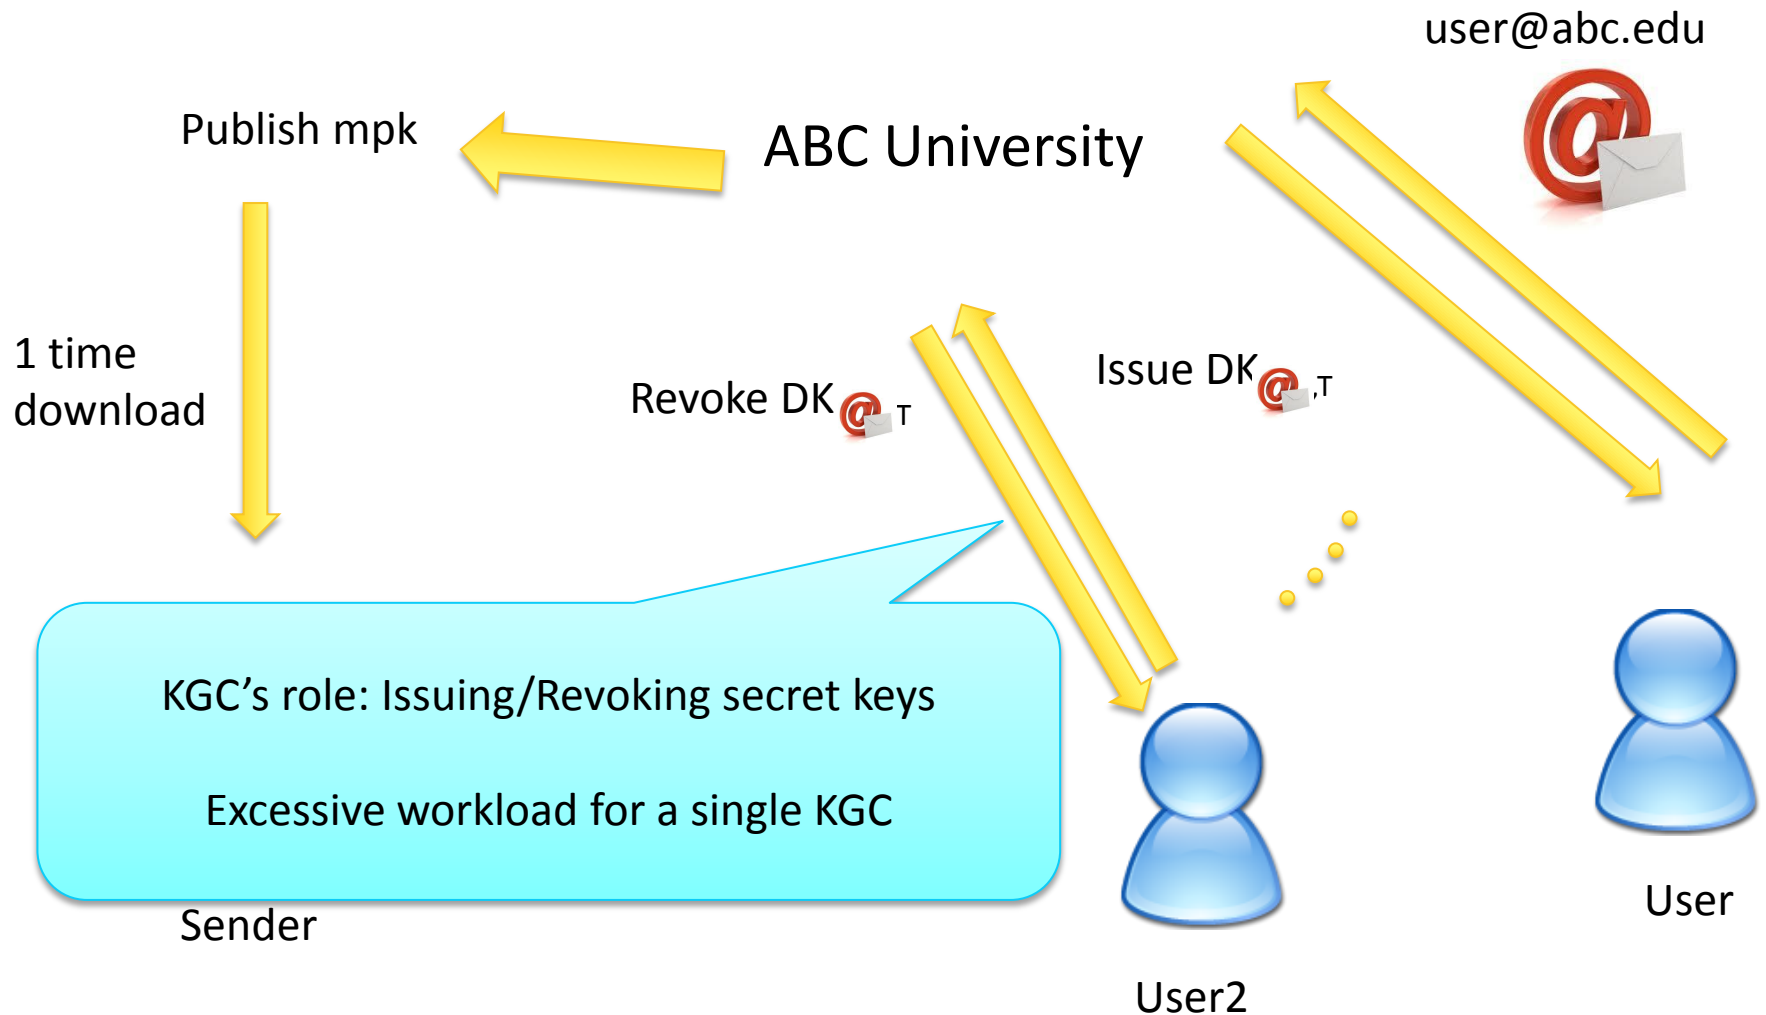 user@abc.edu
Publish mpk
ABC University
1 time
download
Revoke DK T
Issue DK ,T
KGC’s role: Issuing/Revoking secret keys
Excessive workload for a single KGC
Sender
User
User2